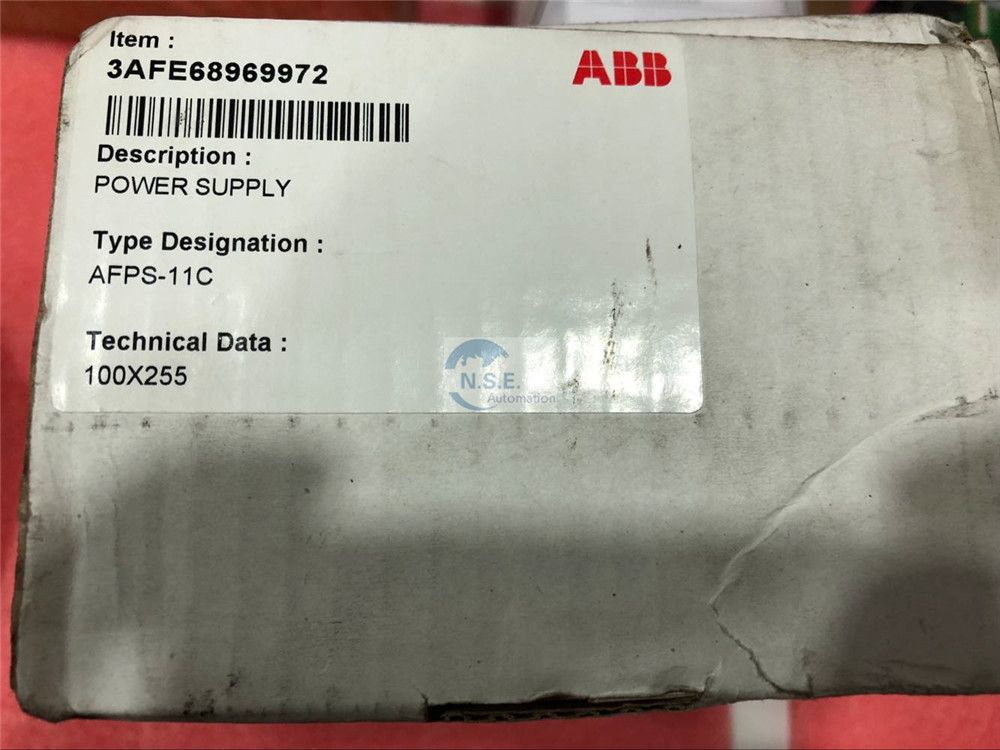 Item :
3AFE68969972
ABB
Description :
POWER SUPPLY
Type Designation :
AFPS-11C
Technical Data :
100X255
N.S.E.
Automation